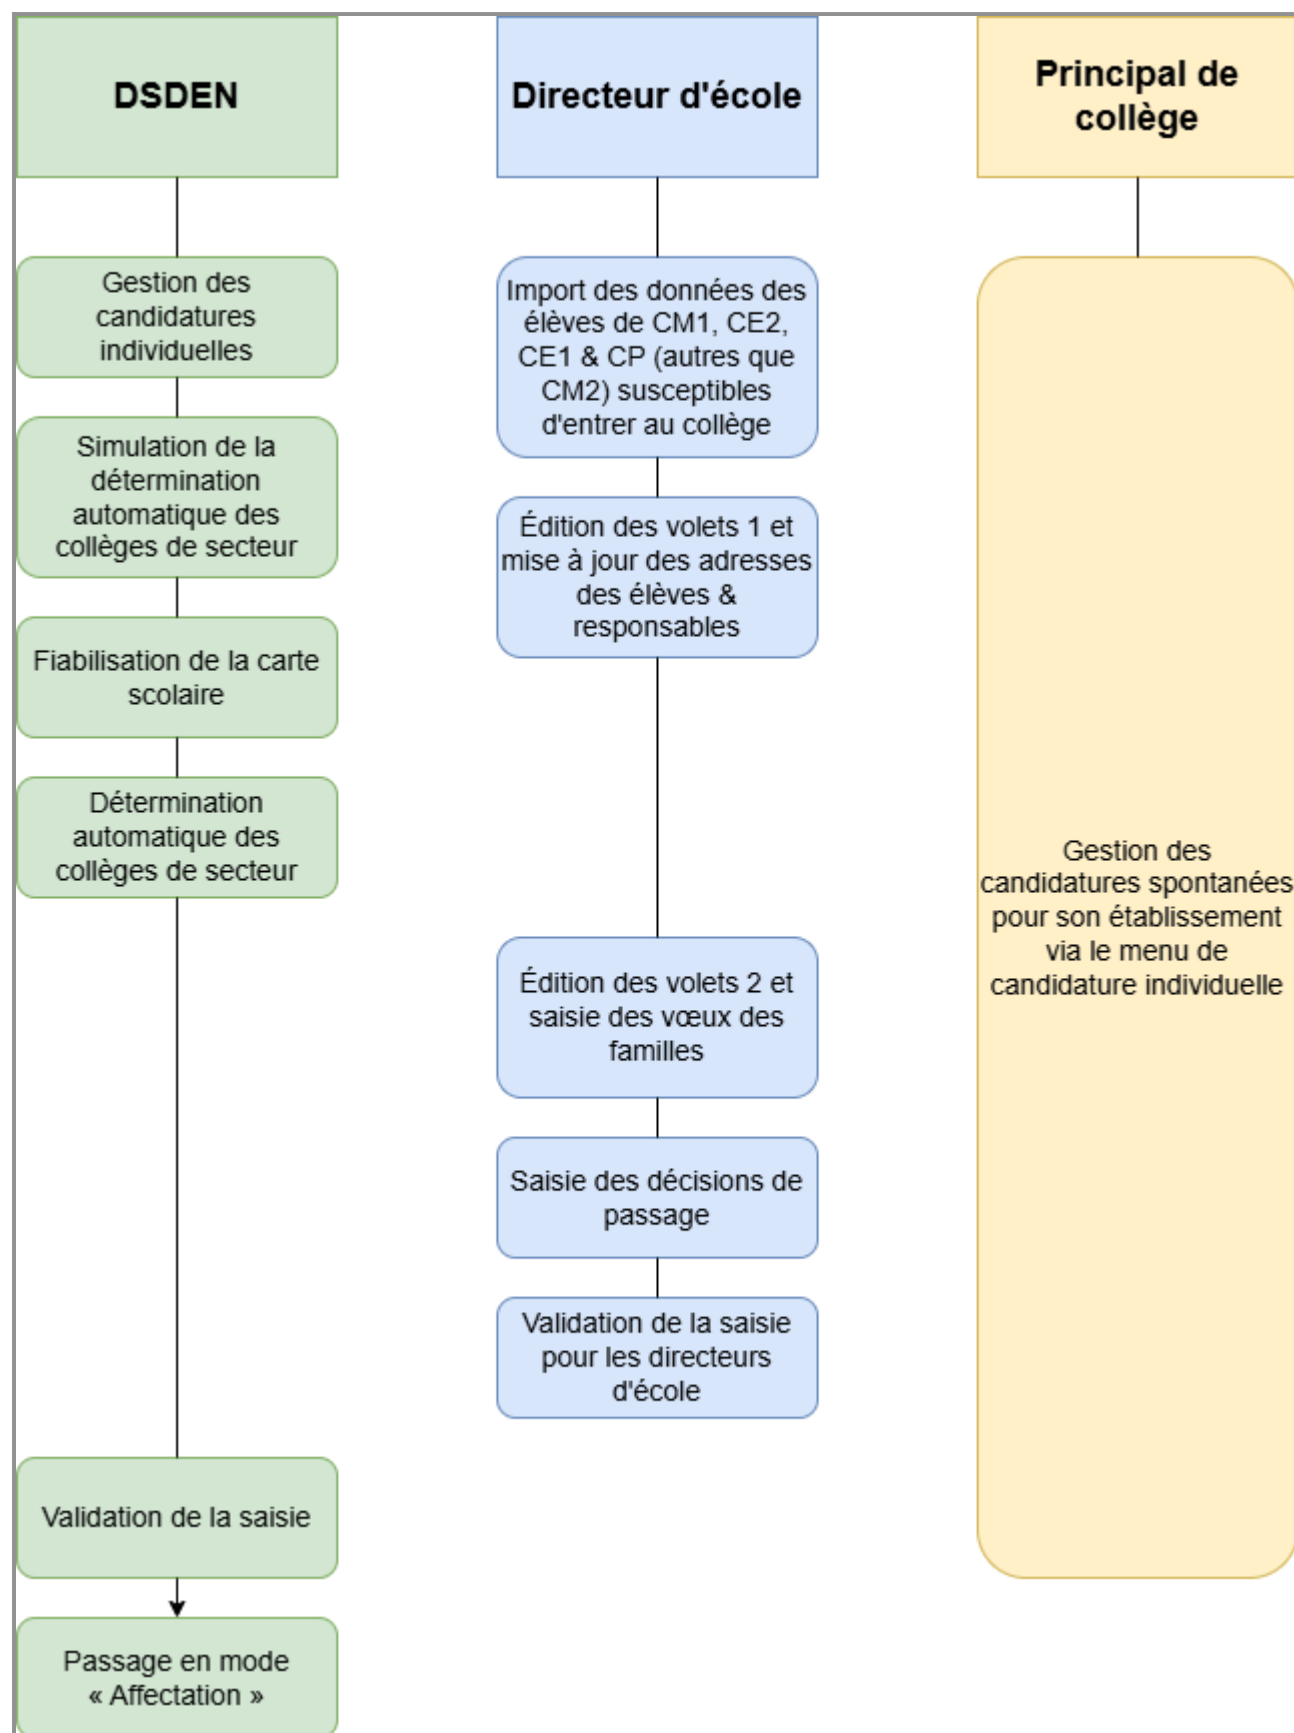 DSDEN
Gestion des
candidatures
individuelles
Simulation de la
détermination
automatique des
collèges de secteur
Fiabilisation de la carte
scolaire
Détermination
automatique des
collèges de secteur
Validation de la saisie
Passage en mode
« Affectation »
Directeur d'école
Import des données des
élèves de CM1, CE2,
CE1 & CP (autres que
CM2) susceptibles
d'entrer au collège
Édition des volets 1 et
mise à jour des adresses
des élèves &
responsables
Édition des volets 2 et
saisie des vœux des
familles
Saisie des décisions de
passage
Validation de la saisie
pour les directeurs
d'école
Principal de
collège
Gestion des
candidatures spontanées
pour son établissement
via le menu de
candidature individuelle